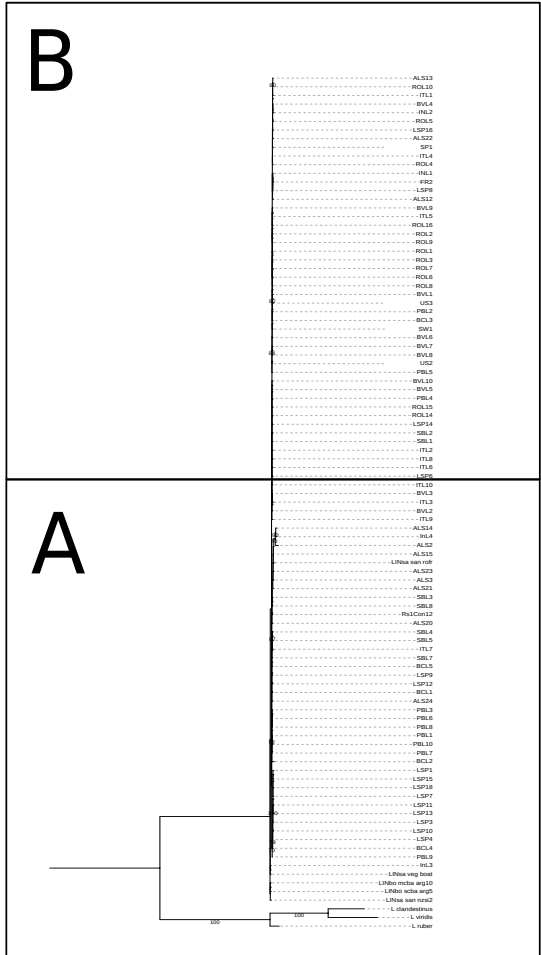 B
ALS13
80
ROL10
ITL1
BVL4
INL2
ROL5
LSP16
ALS22
SP1
ITL4
ROL4
INL1
IFR2
LSP8
ALS12
BVL9
ITL5
ROL16
ROL2
ROL9
ROL1
ROL3
ROL7
ROL6
ROL8
BVL1
US3
PBL2
BCL3
SW1
BVL6
BVL7
BVL8
US2
PBL5
BVL10
BVL5
PBL4
ROL15
ROL14
LSP14
SBL2
SBL1
ITL2
ITL8
ITL6
LSP6
A
ITL10
BVL3
ITL3
BVL2
ITL9
ALS14
InL4
ALS2
ALS15
LINsa san rofr
ALS23
ALS3
ALS21
SBL3
SBL8
Rs1Con12
ALS20
SBL4
SBL5
ITL7
SBL7
BCL5
LSP9
LSP12
BCL1
ALS24
PBL3
PBL6
PBL8
PBL1
PBL10
PBL7
BCL2
LSP1
LSP15
LSP18
LSP7
LSP11
LSP13
LSP3
LSP10
LSP4
BCL4
PBL9
InL3
LINsa veg boat
LINbo mcba arg10
LINbo scba arg5
LINsa san nzsi2
L clandestinus
100
L viridis
100
L ruber